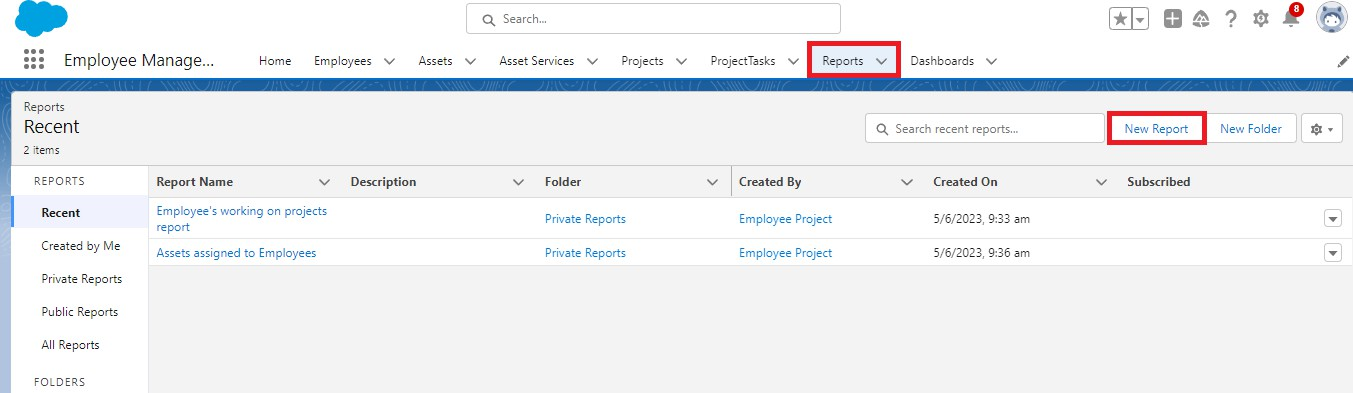 Search...
8
Employee Manage...
Home
Employees
Assets
Asset Services
Projects
ProjectTasks
Reports
Dashboards
Reports
Recent
2 items
Search recent reports...
New Report
New Folder
REPORTS
Recent
Created by Me
Private Reports
Public Reports
All Reports
FOLDERS
Report Name
Description
Folder
Created By
Created On
Subscribed
Employee's working on projects
report
Private Reports
Employee Project
5/6/2023, 9:33 am
Assets assigned to Employees
Private Reports
Employee Project
5/6/2023, 9:36 am